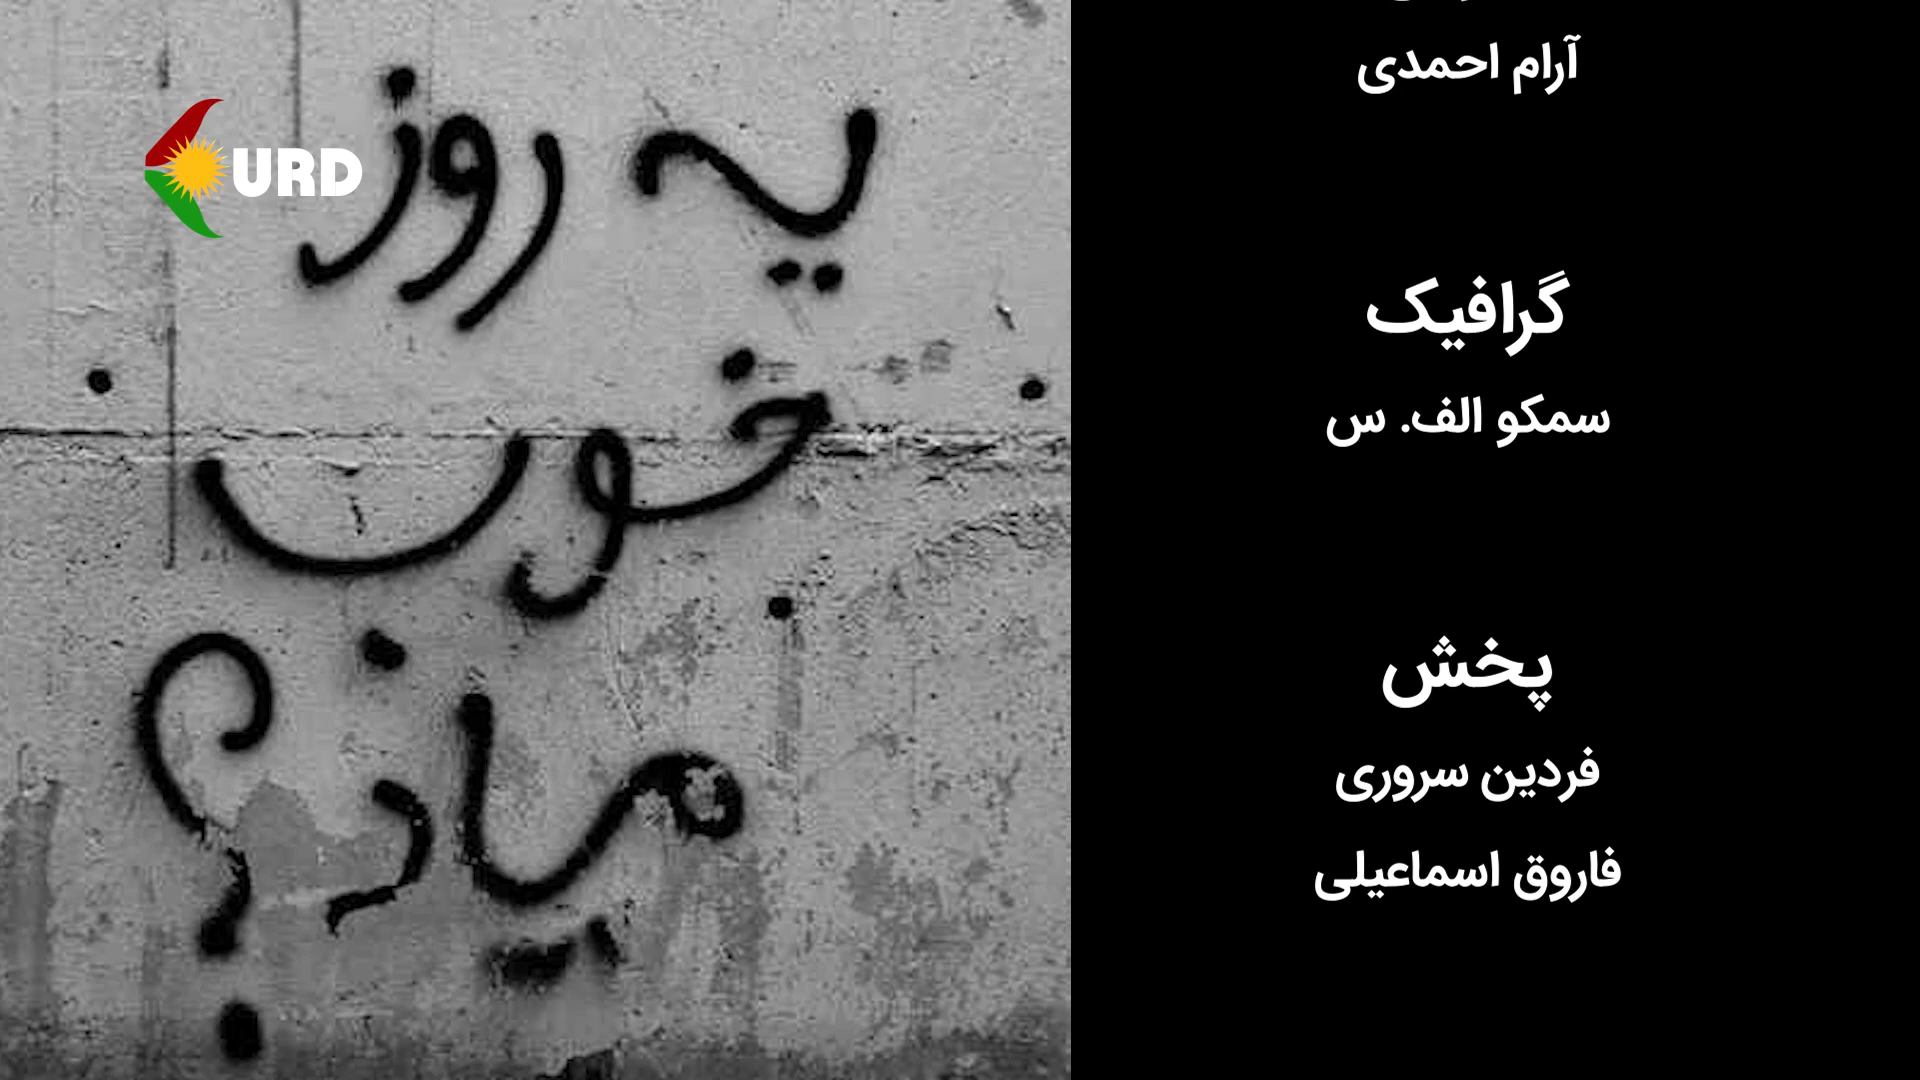 URD
یه روز
خوب
میاد؟
آرام احمدی
گرافیک
سمکو الف. س
پخش
فردین سروری
فاروق اسماعیلی